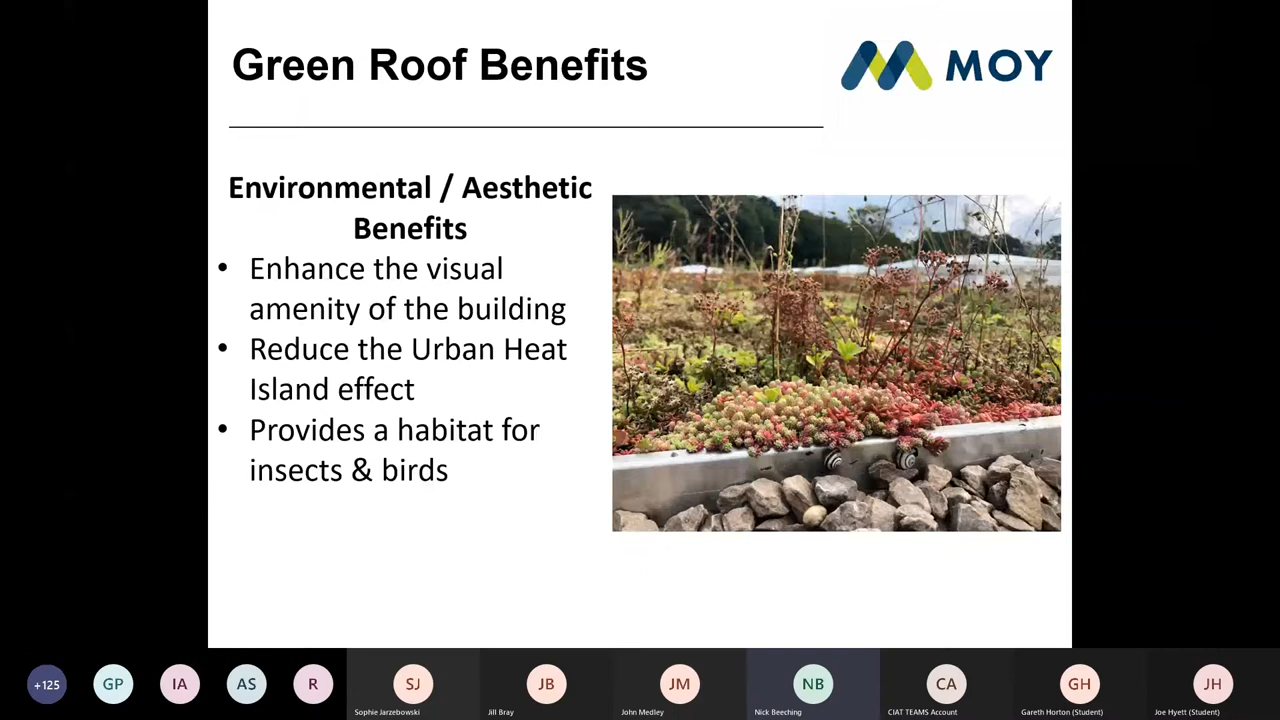 Green Roof Benefits
MOY
Environmental / Aesthetic
Benefits
• Enhance the visual
amenity of the building
• Reduce the Urban Heat
Island effect
• Provides a habitat for
insects & birds
+125
GP
IA
AS
R
SJ
JB
JM
NB
CA
GH
JH
Sophie Jarzebowski
Jill Bray
John Medley
Nick Beeching
CIAT TEAMS Account
Gareth Horton (Student)
Joe Hyett (Student)